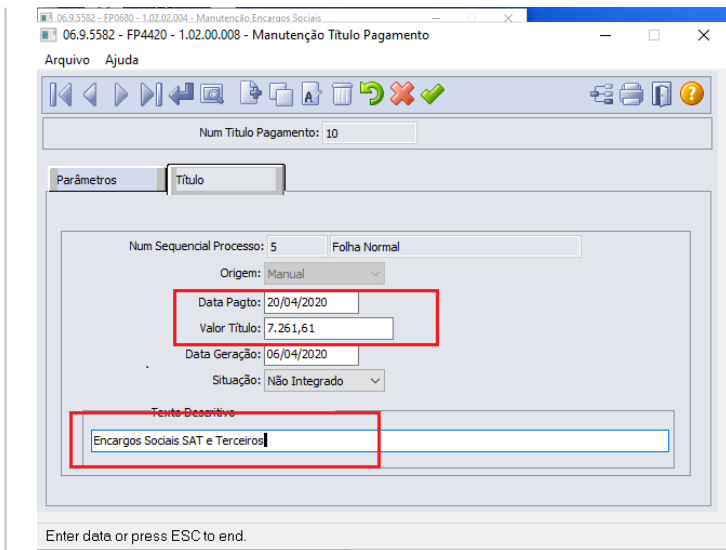 06.9.5582 - FP0680 - 1.02.02.004 - Manutenção Encargos Sociais
06.9.5582 - FP4420 - 1.02.00.008 - Manutenção Título Pagamento
Arquivo Ajuda
Num Titulo Pagamento: 10
Parâmetros Título
Num Sequencial Processo: 5 Folha Normal
Origem: Manual
Data Pagto: 20/04/2020
Valor Título: 7.261,61
Data Geração: 06/04/2020
Situação: Não Integrado
Texto Descritivo
Encargos Sociais SAT e Terceiros
Enter data or press ESC to end.